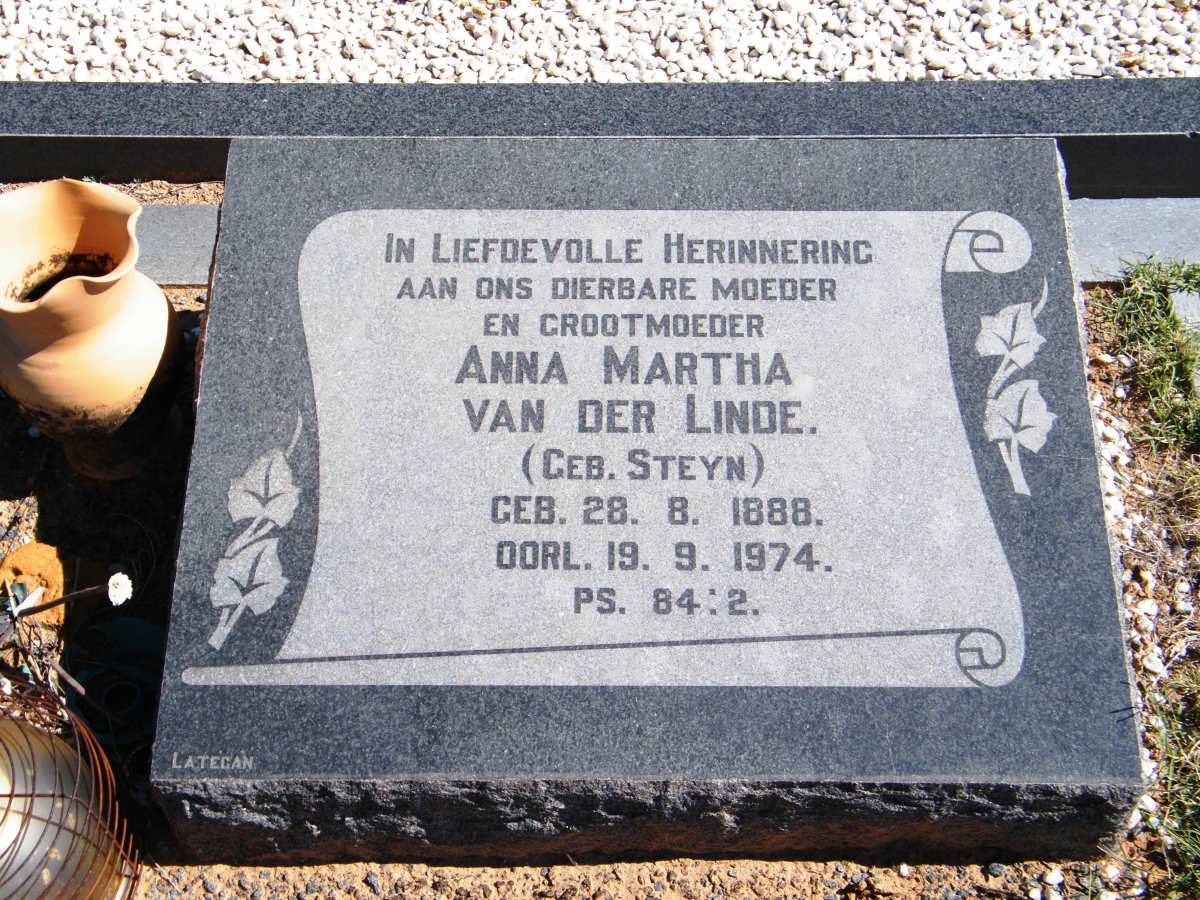 In Liefdevolle Herinnering
aan ons dierbare moeder
en grootmoeder
Anna Martha
van der Linde.
(Geb. Steyn)
Geb. 28. 8. 1888.
Oorl. 19. 9. 1974.
Ps. 84:2.
Lategan